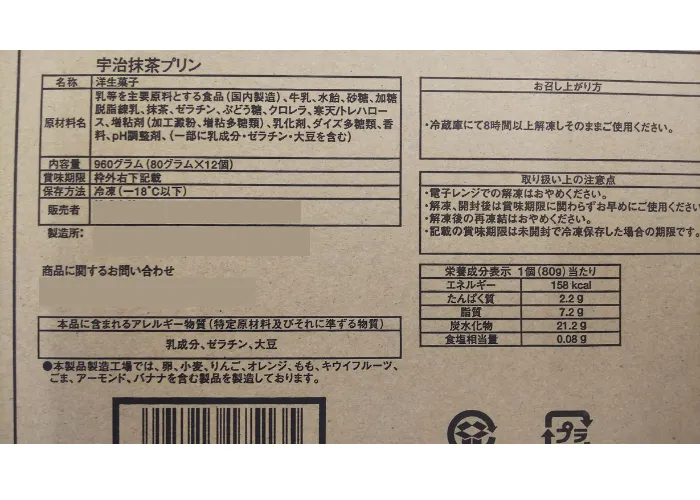 宇治抹茶プリン
名称 洋生菓子
原材料名 乳等を主要原料とする食品(国内製造)、牛乳、水飴、砂糖、加糖
脱脂練乳、抹茶、ゼラチン、ぶどう糖、クロレラ、寒天/トレハロー
ス、増粘剤(加工澱粉、増粘多糖類)、乳化剤、ダイズ多糖類、香
料、pH調整剤、(一部に乳成分・ゼラチン・大豆を含む)
内容量 960グラム(80グラム×12個)
賞味期限 枠外右下記載
保存方法 冷凍(ー18℃以下)
販売者
製造所:
商品に関するお問い合わせ
本品に含まれるアレルギー物質(特定原材料及びそれに準ずる物質)
乳成分、ゼラチン、大豆
●本製品製造工場では、卵、小麦、りんご、オレンジ、もも、キウイフルーツ、
ごま、アーモンド、バナナを含む製品を製造しております。
お召し上がり方
・冷蔵庫にて8時間以上解凍しそのままご使用ください。
取り扱い上の注意点
・電子レンジでの解凍はおやめください。
・解凍、開封後は賞味期限に関わらずお早めにご使用くださ
・解凍後の再凍結はおやめください。
・記載の賞味期限は未開封で冷凍保存した場合の期限です。
栄養成分表示 1個(80g)当たり
エネルギー 158 kcal
たんぱく質 2.2 g
脂質 7.2 g
炭水化物 21.2 g
食塩相当量 0.08 g
プラ